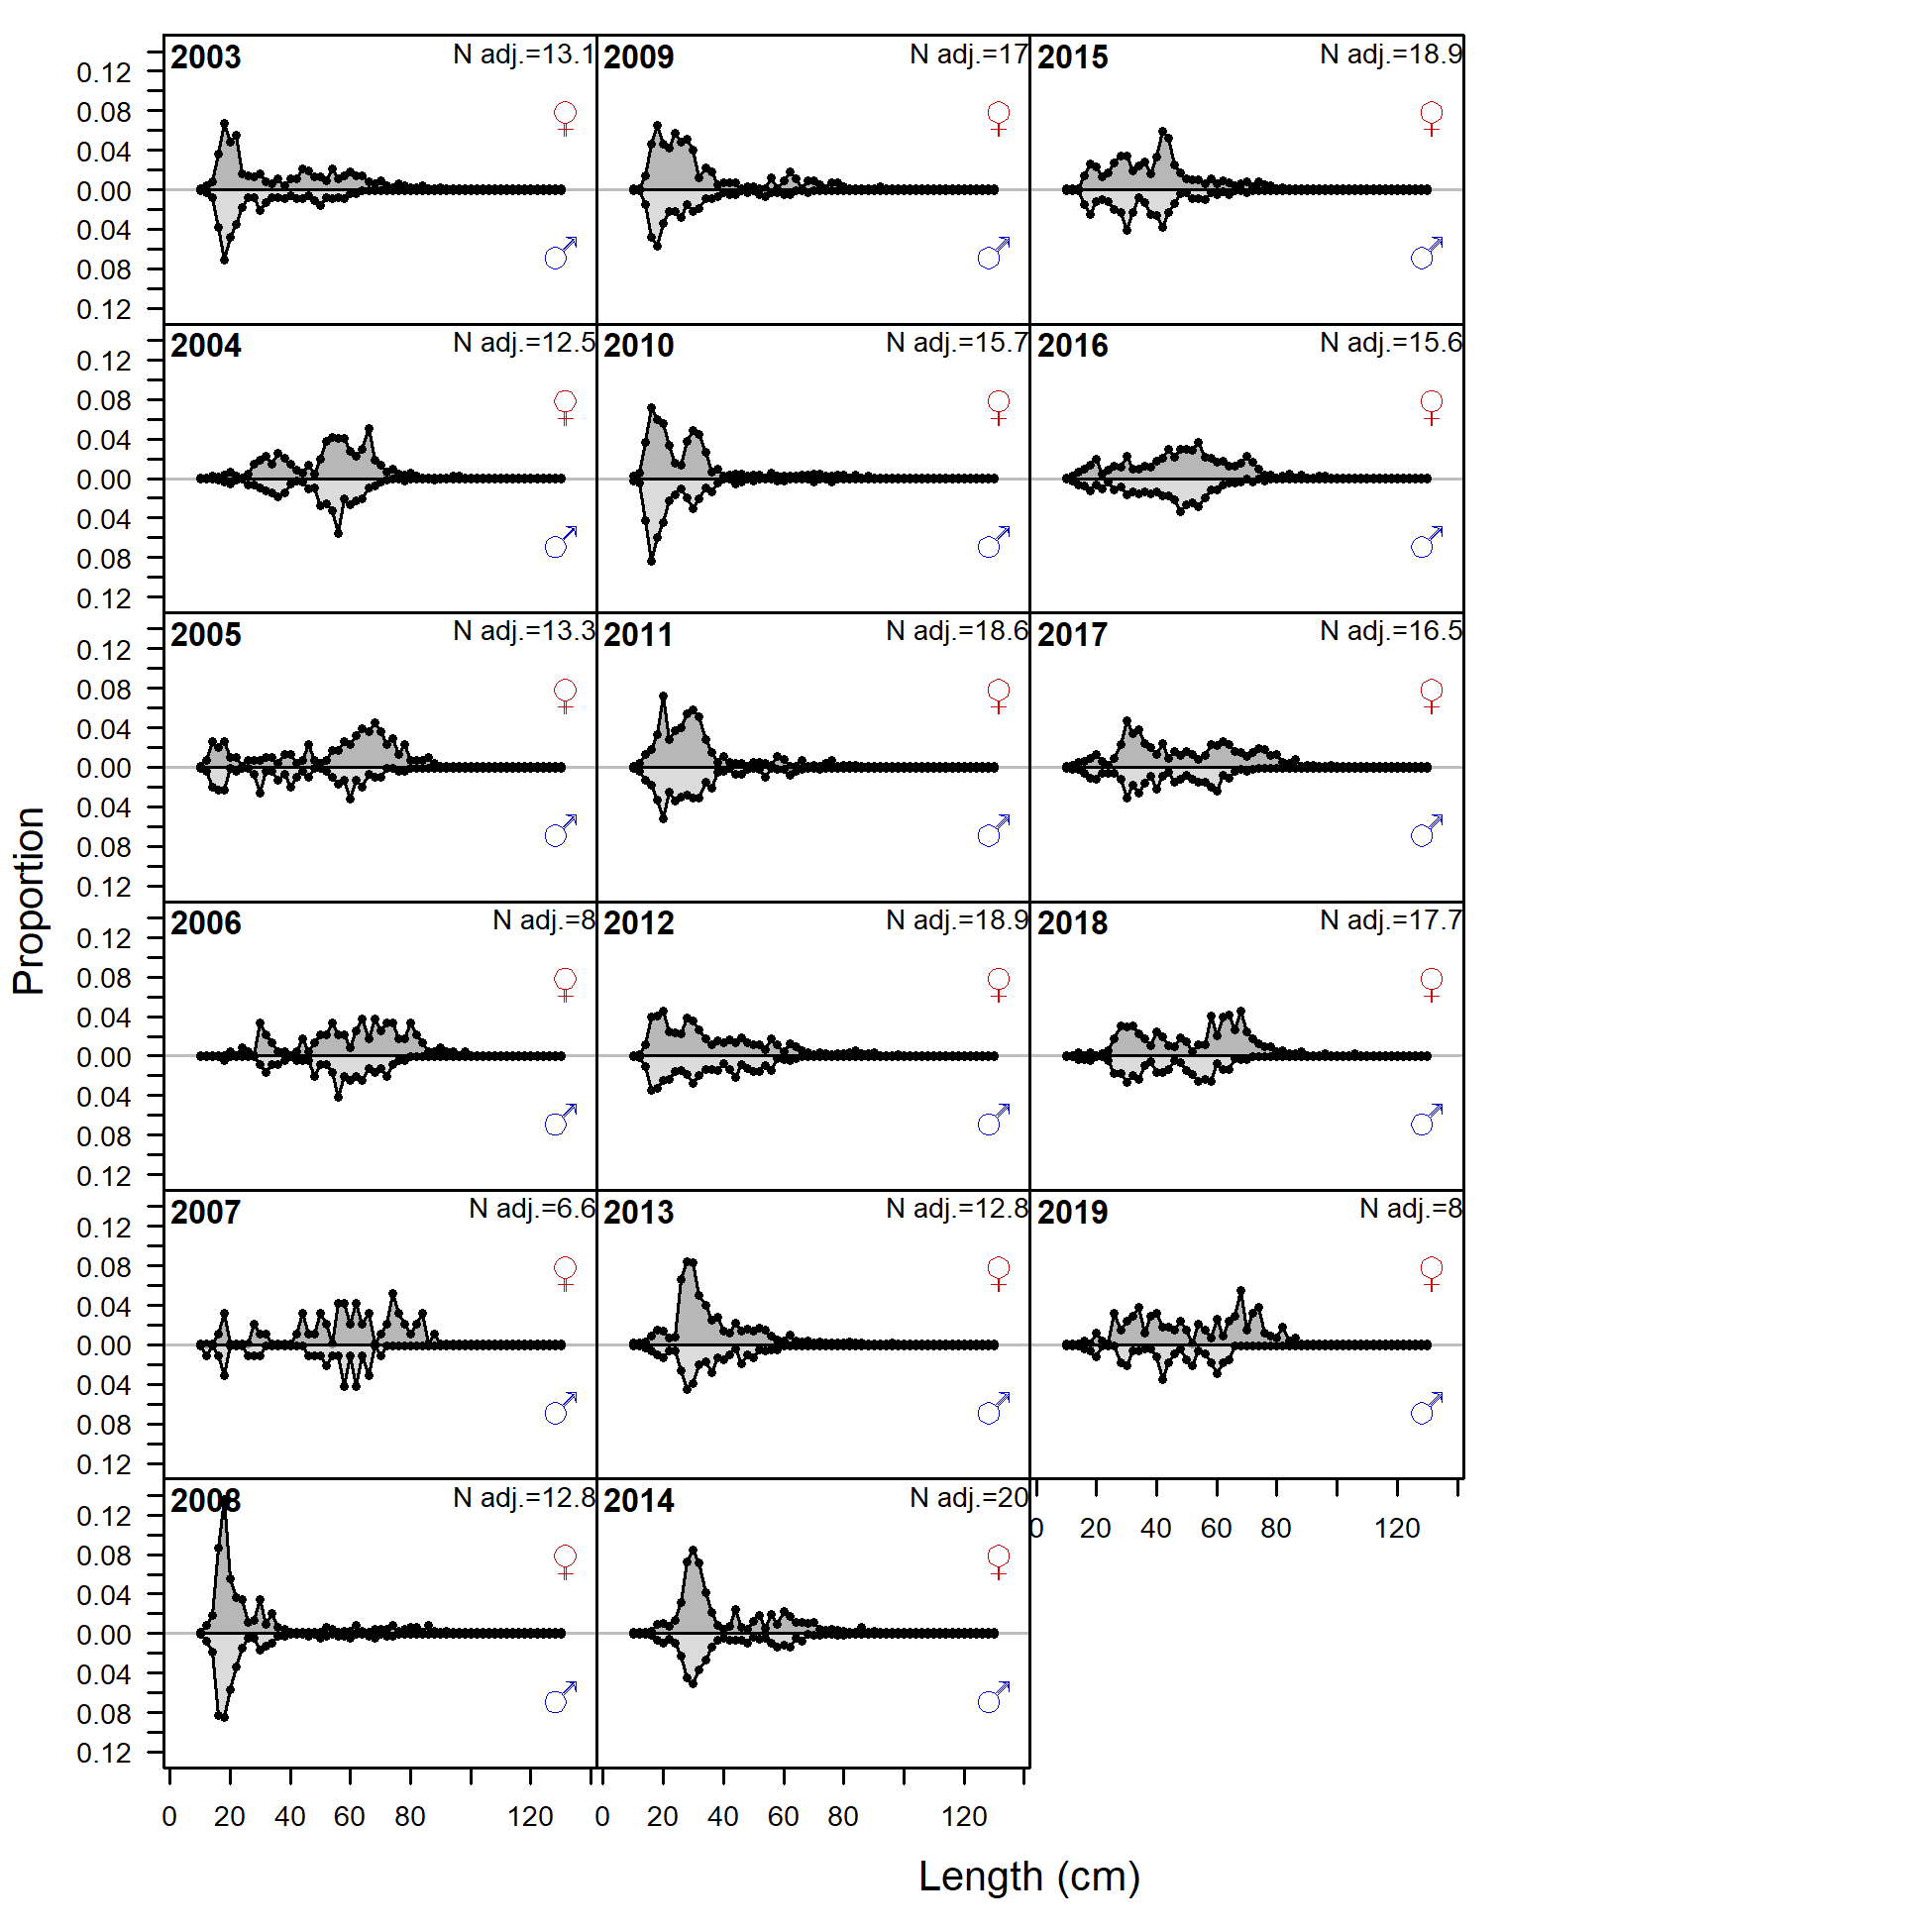 2003 N adj.=13.1 2009 N adj.=17 2015 N adj.=18.9
0.12
0.08 ♀ ♀ ♀
0.04
0.00
0.04
0.08 ♂ ♂ ♂
0.12
2004 N adj.=12.5 2010 N adj.=15.7 2016 N adj.=15.6
0.12
0.08 ♀ ♀ ♀
0.04
0.00
0.04
0.08 ♂ ♂ ♂
0.12
2005 N adj.=13.3 2011 N adj.=18.6 2017 N adj.=16.5
0.12
0.08 ♀ ♀ ♀
0.04
0.00
0.04
0.08 ♂ ♂ ♂
0.12
Proportion
2006 N adj.=8 2012 N adj.=18.9 2018 N adj.=17.7
0.12
0.08 ♀ ♀ ♀
0.04
0.00
0.04
0.08 ♂ ♂ ♂
0.12
2007 N adj.=6.6 2013 N adj.=12.8 2019 N adj.=8
0.12
0.08 ♀ ♀ ♀
0.04
0.00
0.04
0.08 ♂ ♂ ♂
0.12
2008 N adj.=12.8 2014 N adj.=20
0.12
0 20 40 60 80 120
0.08 ♀ ♀
0.04
0.00
0.04
0.08 ♂ ♂
0.12
0 20 40 60 80 120 0 20 40 60 80 120
Length (cm)